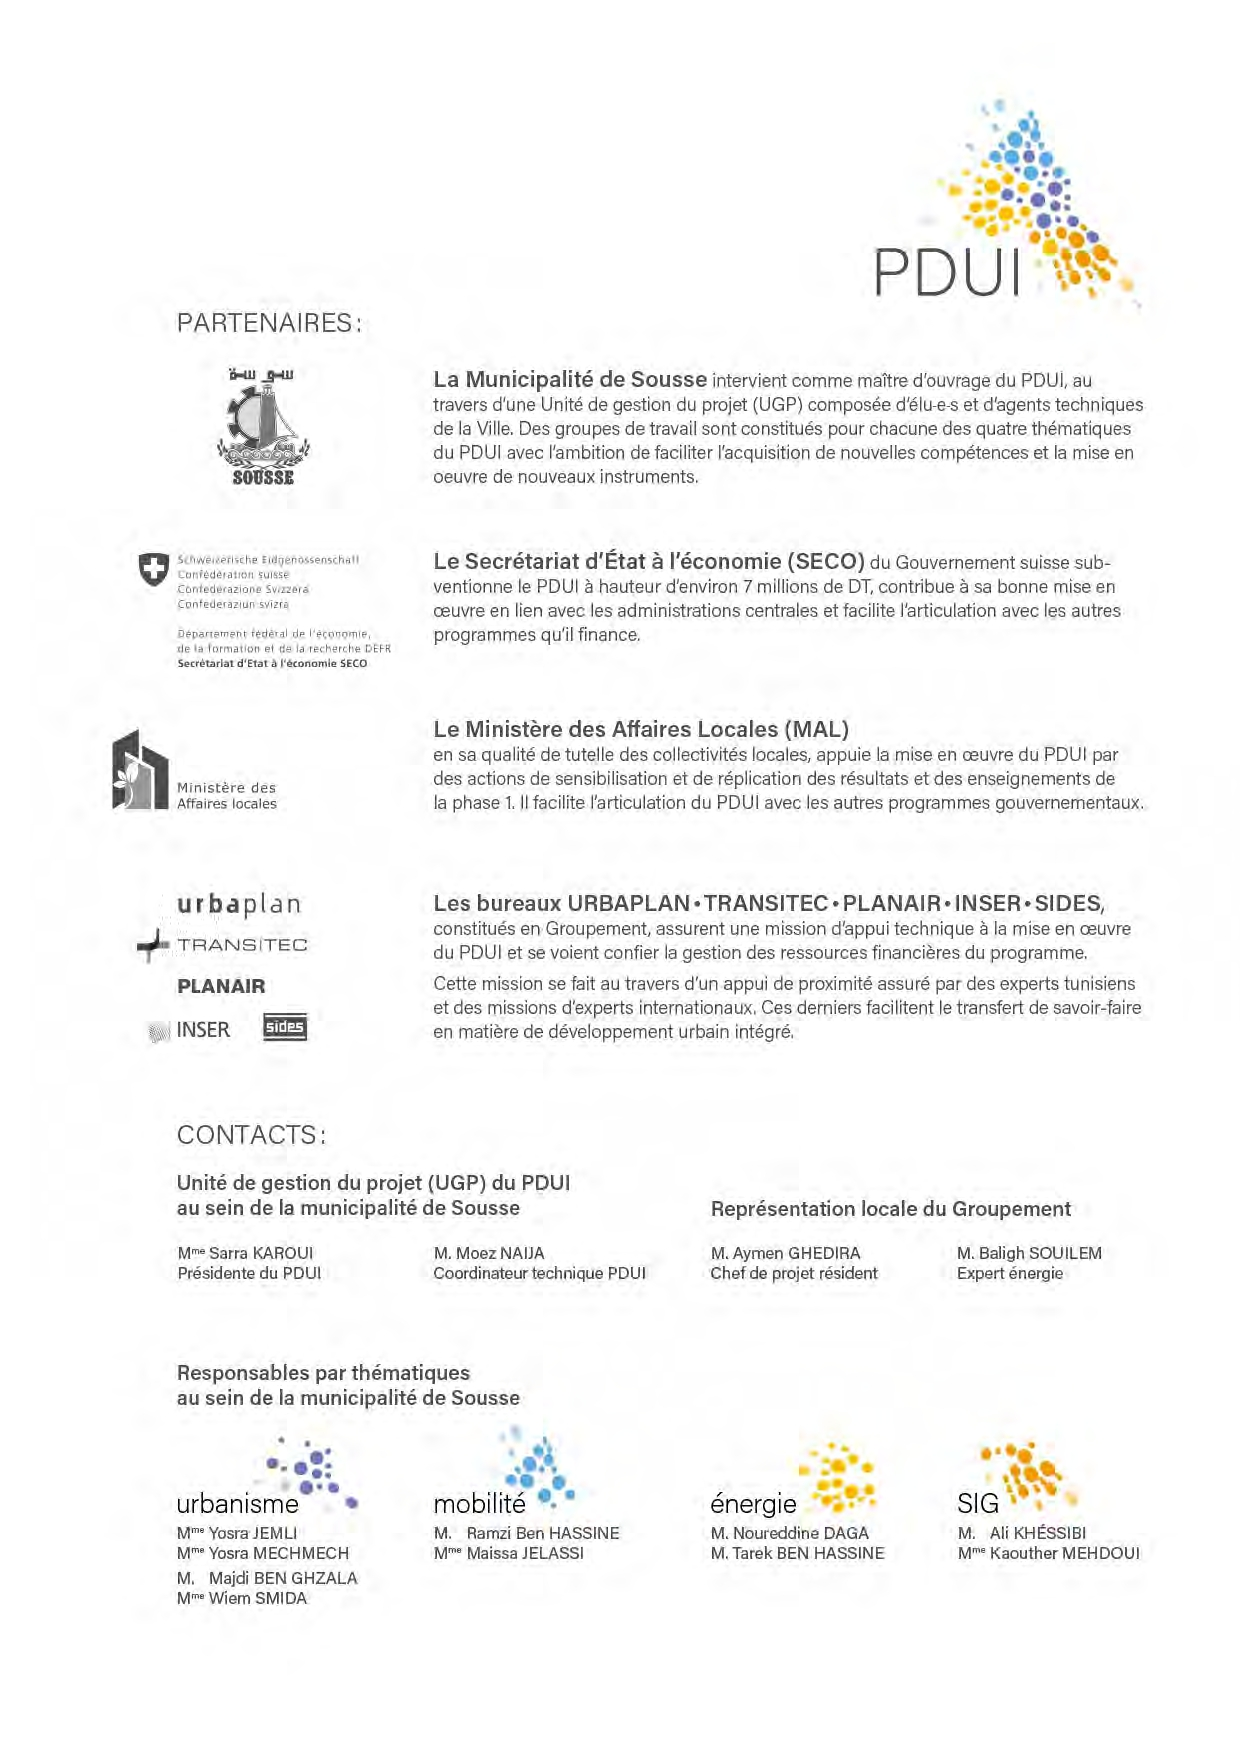 PDUI
PARTENAIRES :
سوسة
SOUSSE
La Municipalité de Sousse intervient comme maître d'ouvrage du PDUI, au
travers d'une Unité de gestion du projet (UGP) composée d'élu-e-s et d'agents techniques
de la Ville. Des groupes de travail sont constitués pour chacune des quatre thématiques
du PDUI avec l'ambition de faciliter l'acquisition de nouvelles compétences et la mise en
oeuvre de nouveaux instruments.
Schweizerische Eidgenossenschaft
Confédération suisse
Confederazione Svizzera
Confederaziun svizra
Département fédéral de l'économie,
de la formation et de la recherche DEFR
Secrétariat d'Etat à l'économie SECO
Le Secrétariat d'État à l'économie (SECO) du Gouvernement suisse sub-
ventionne le PDUI à hauteur d'environ 7 millions de DT, contribue à sa bonne mise en
œuvre en lien avec les administrations centrales et facilite l'articulation avec les autres
programmes qu'il finance.
Ministère des
Affaires locales
Le Ministère des Affaires Locales (MAL)
en sa qualité de tutelle des collectivités locales, appuie la mise en œuvre du PDUI par
des actions de sensibilisation et de réplication des résultats et des enseignements de
la phase 1. Il facilite l'articulation du PDUI avec les autres programmes gouvernementaux.
urbaplan
TRANSITEC
PLANAIR
INSER sides
Les bureaux URBAPLAN • TRANSITEC • PLANAIR • INSER • SIDES,
constitués en Groupement, assurent une mission d'appui technique à la mise en œuvre
du PDUI et se voient confier la gestion des ressources financières du programme.
Cette mission se fait au travers d'un appui de proximité assuré par des experts tunisiens
et des missions d'experts internationaux. Ces derniers facilitent le transfert de savoir-faire
en matière de développement urbain intégré.
CONTACTS :
Unité de gestion du projet (UGP) du PDUI
au sein de la municipalité de Sousse
Mme Sarra KAROUI
Présidente du PDUI
M. Moez NAIJA
Coordinateur technique PDUI
Représentation locale du Groupement
M. Aymen GHEDIRA
Chef de projet résident
M. Baligh SOUILEM
Expert énergie
Responsables par thématiques
au sein de la municipalité de Sousse
urbanisme
Mme Yosra JEMLI
Mme Yosra MECHMECH
M. Majdi BEN GHZALA
Mme Wiem SMIDA
mobilité
M. Ramzi Ben HASSINE
Mme Maissa JELASSI
énergie
M. Noureddine DAGA
M. Tarek BEN HASSINE
SIG
M. Ali KHÉSSIBI
Mme Kaouther MEHDOUI